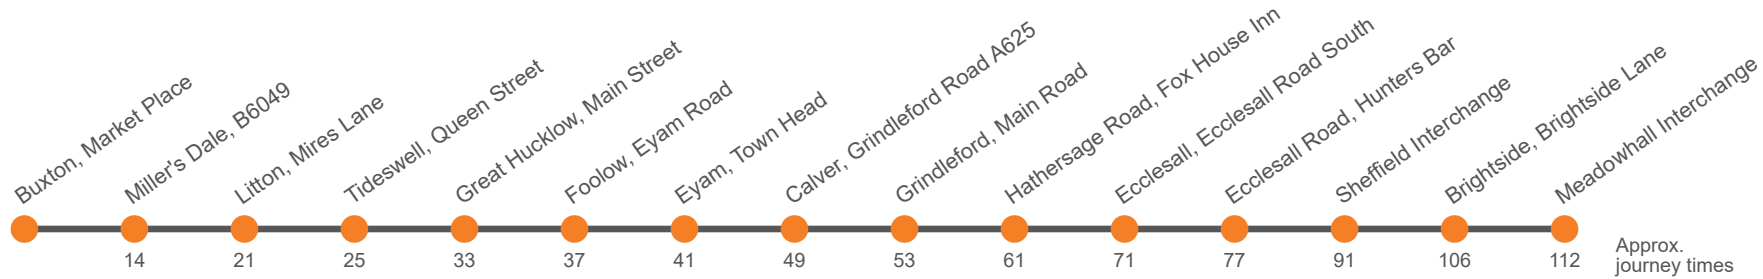 Buxton, Market Place
Miller's Dale, B6049
Litton, Mires Lane
Tideswell, Queen Street
Great Hucklow, Main Street
Foolow, Eyam Road
Eyam, Town Head
Calver, Grindleford Road A625
Grindleford, Main Road
Hathersage Road, Fox House Inn
Ecclesall, Ecclesall Road South
Ecclesall Road, Hunters Bar
Sheffield Interchange
Brightside, Brightside Lane
Meadowhall Interchange
14 21 25 33 37 41 49 53 61 71 77 91 106 112
Approx.
journey times